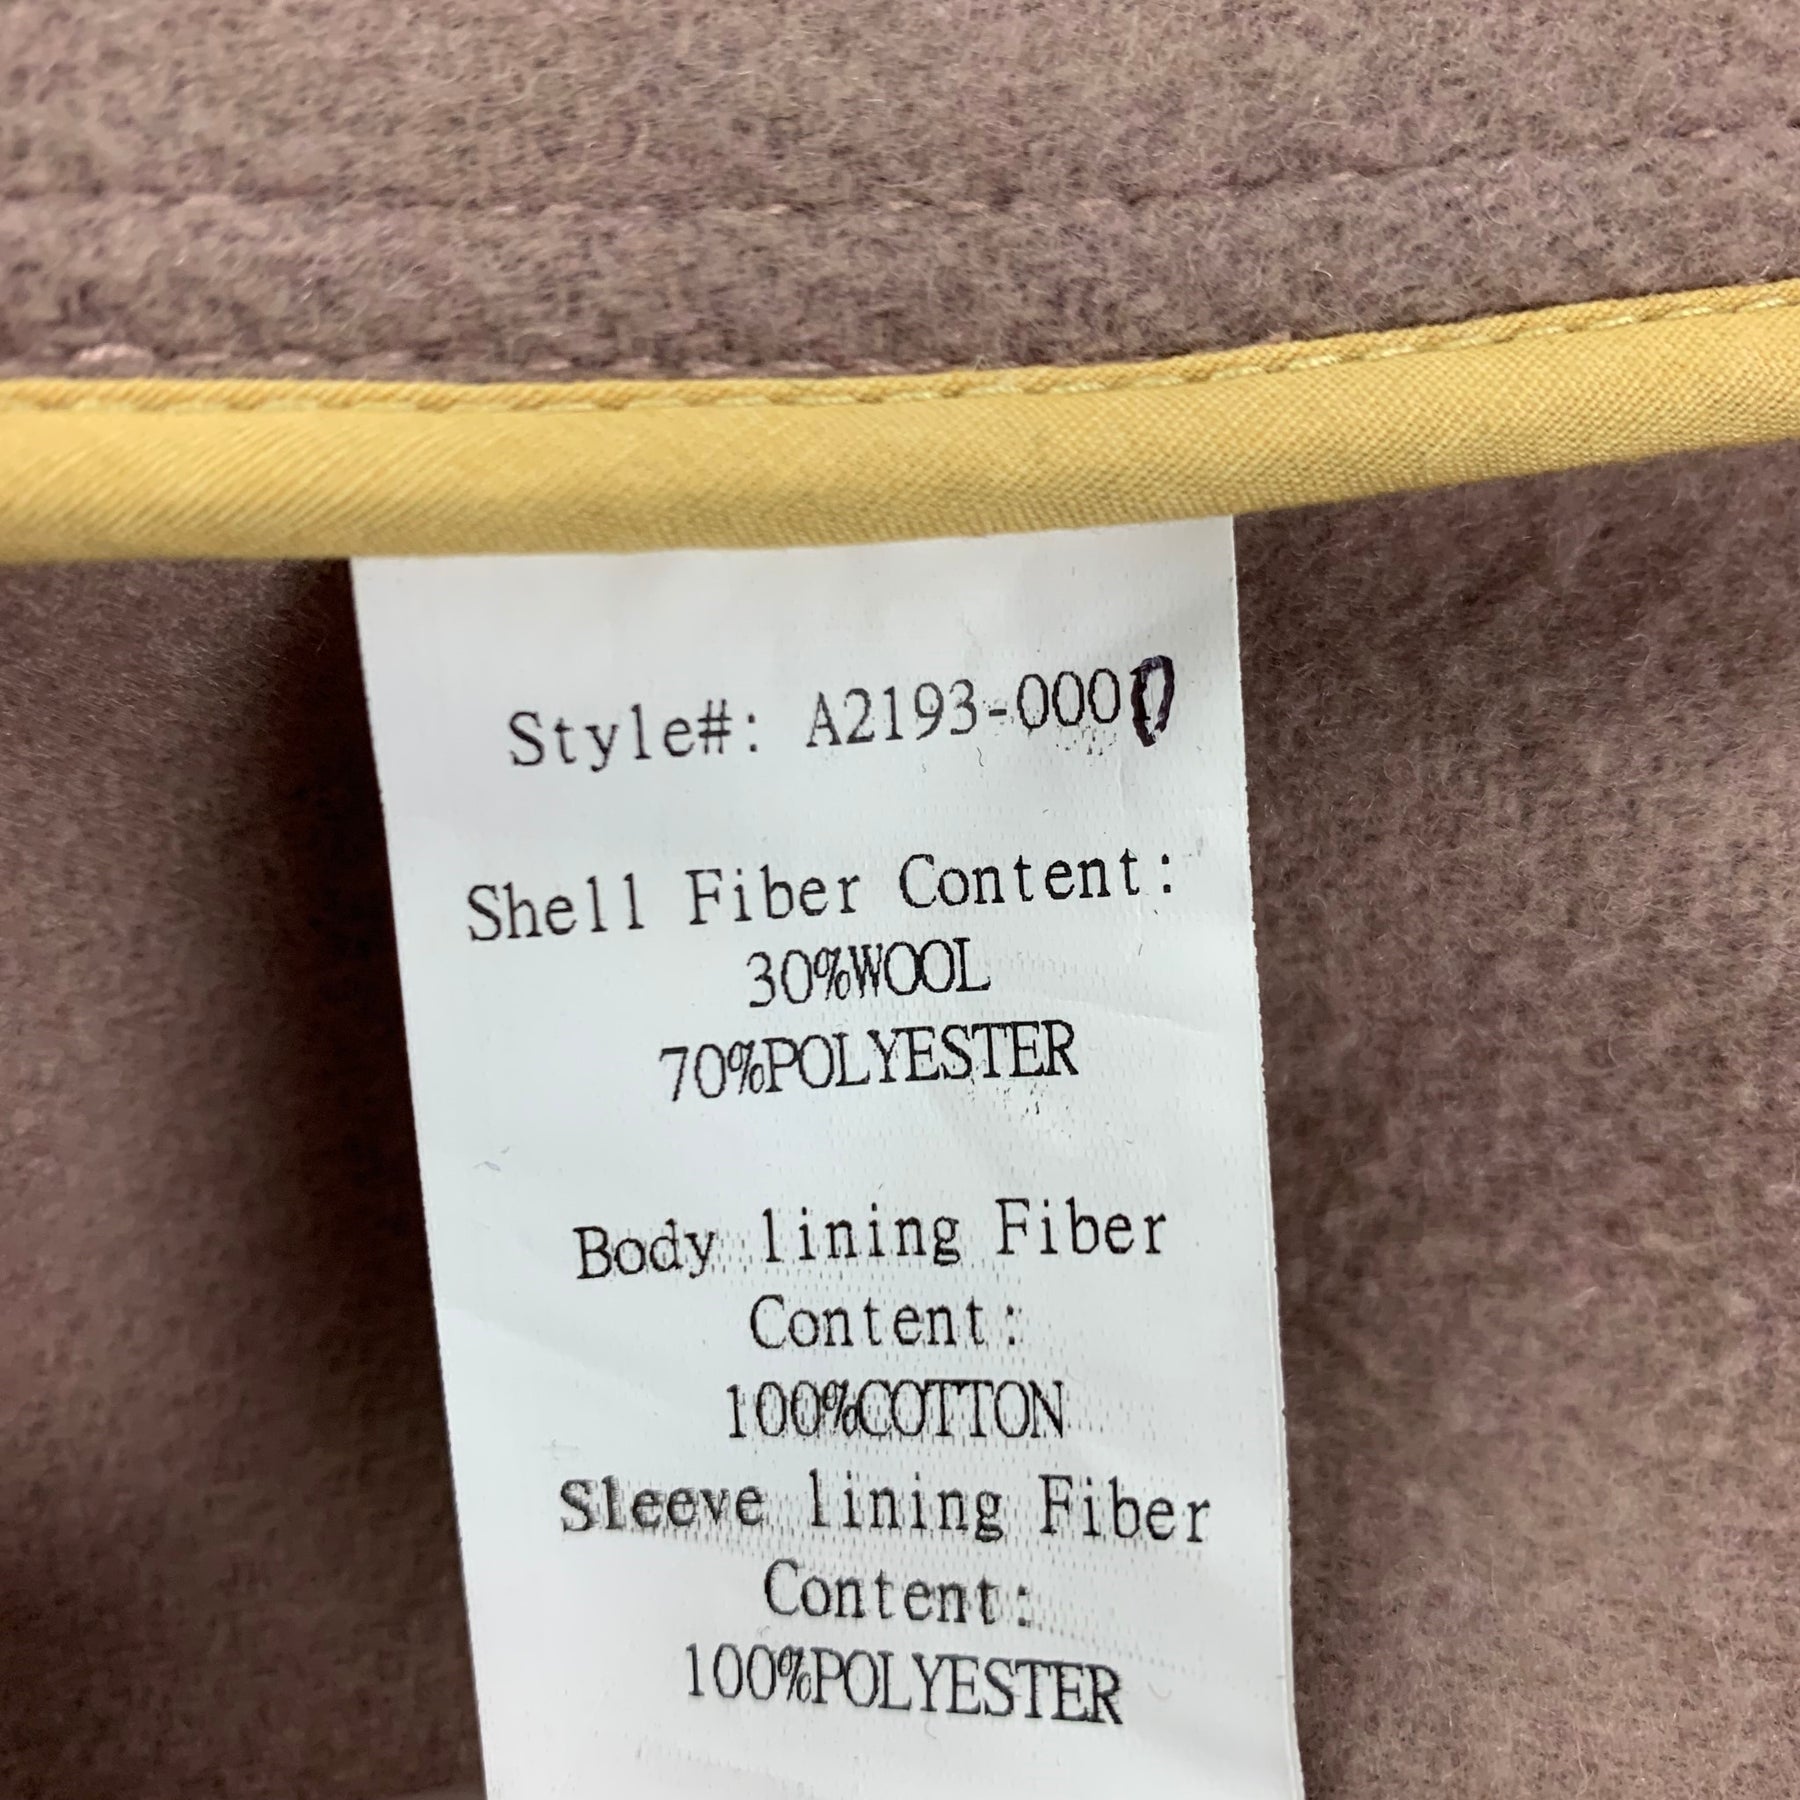 Style#: A2193-0000
Shell Fiber Content:
30%WOOL
70%POLYESTER
Body lining Fiber
Content:
100%COTTON
Sleeve lining Fiber
Content:
100%POLYESTER